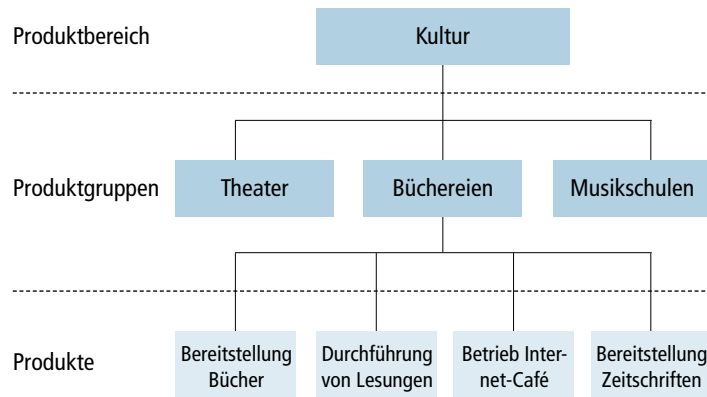 Produktbereich
Kultur
Produktgruppen
Theater
Büchereien
Musikschulen
Produkte
Bereitstellung
Bücher
Durchführung
von Lesungen
Betrieb Inter-
net-Café
Bereitstellung
Zeitschriften